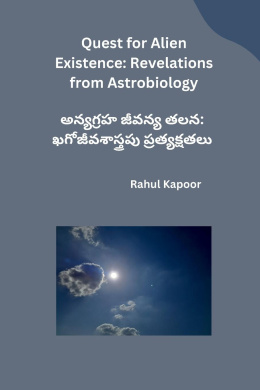 Quest for Alien
Existence: Revelations
from Astrobiology
అన్యగ్రహ జీవన్య తలన:
ఖగోజీవశాస్త్రపు ప్రత్యక్షతలు
Rahul Kapoor